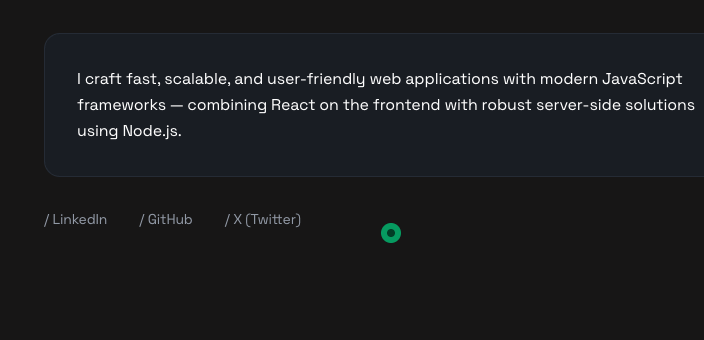 I craft fast, scalable, and user-friendly web applications with modern JavaScript
frameworks — combining React on the frontend with robust server-side solutions
using Node.js.
/ LinkedIn / GitHub / X (Twitter)